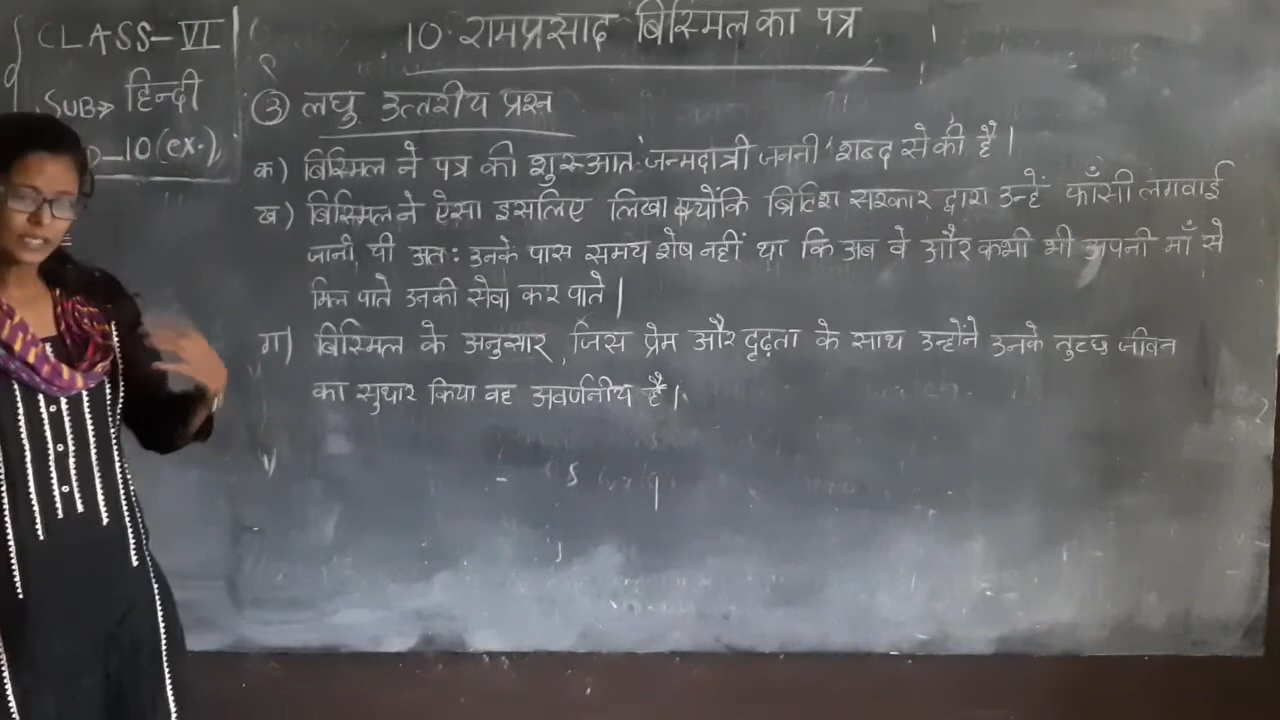 CLASS-VI
SUB→ हिन्दी
-10(ex.)
10. रामप्रसाद बिस्मिल का पत्र
③ लघु उत्तरीय प्रश्न
क) बिस्मिल ने पत्र की शुरुआत 'जन्मदात्री जननी' शब्द से की है।
ख) बिस्मिल ने ऐसा इसलिए लिखा क्योंकि ब्रिटिश सरकार द्वारा उन्हें फाँसी लगवाई
जानी थी अतः उनके पास समय शेष नहीं था कि अब वे और कभी भी अपनी माँ से
मिल पाते उनकी सेवा कर पाते।
ग) बिस्मिल के अनुसार, जिस प्रेम और दृढ़ता के साथ उन्होंने उनके तुच्छ जीवन
का सुधार किया वह अवर्णनीय है।